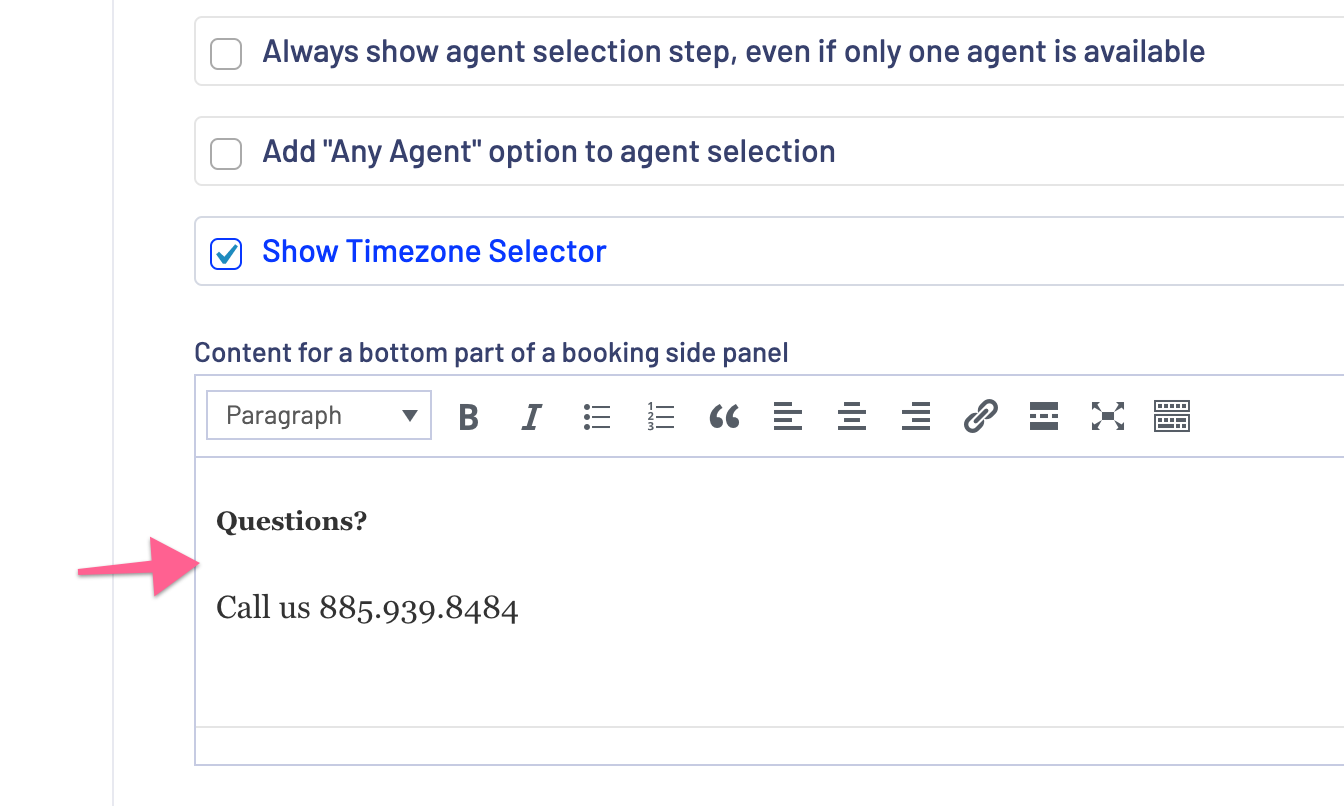 Always show agent selection step, even if only one agent is available
Add "Any Agent" option to agent selection
Show Timezone Selector
Content for a bottom part of a booking side panel
Paragraph
Questions?
Call us 885.939.8484